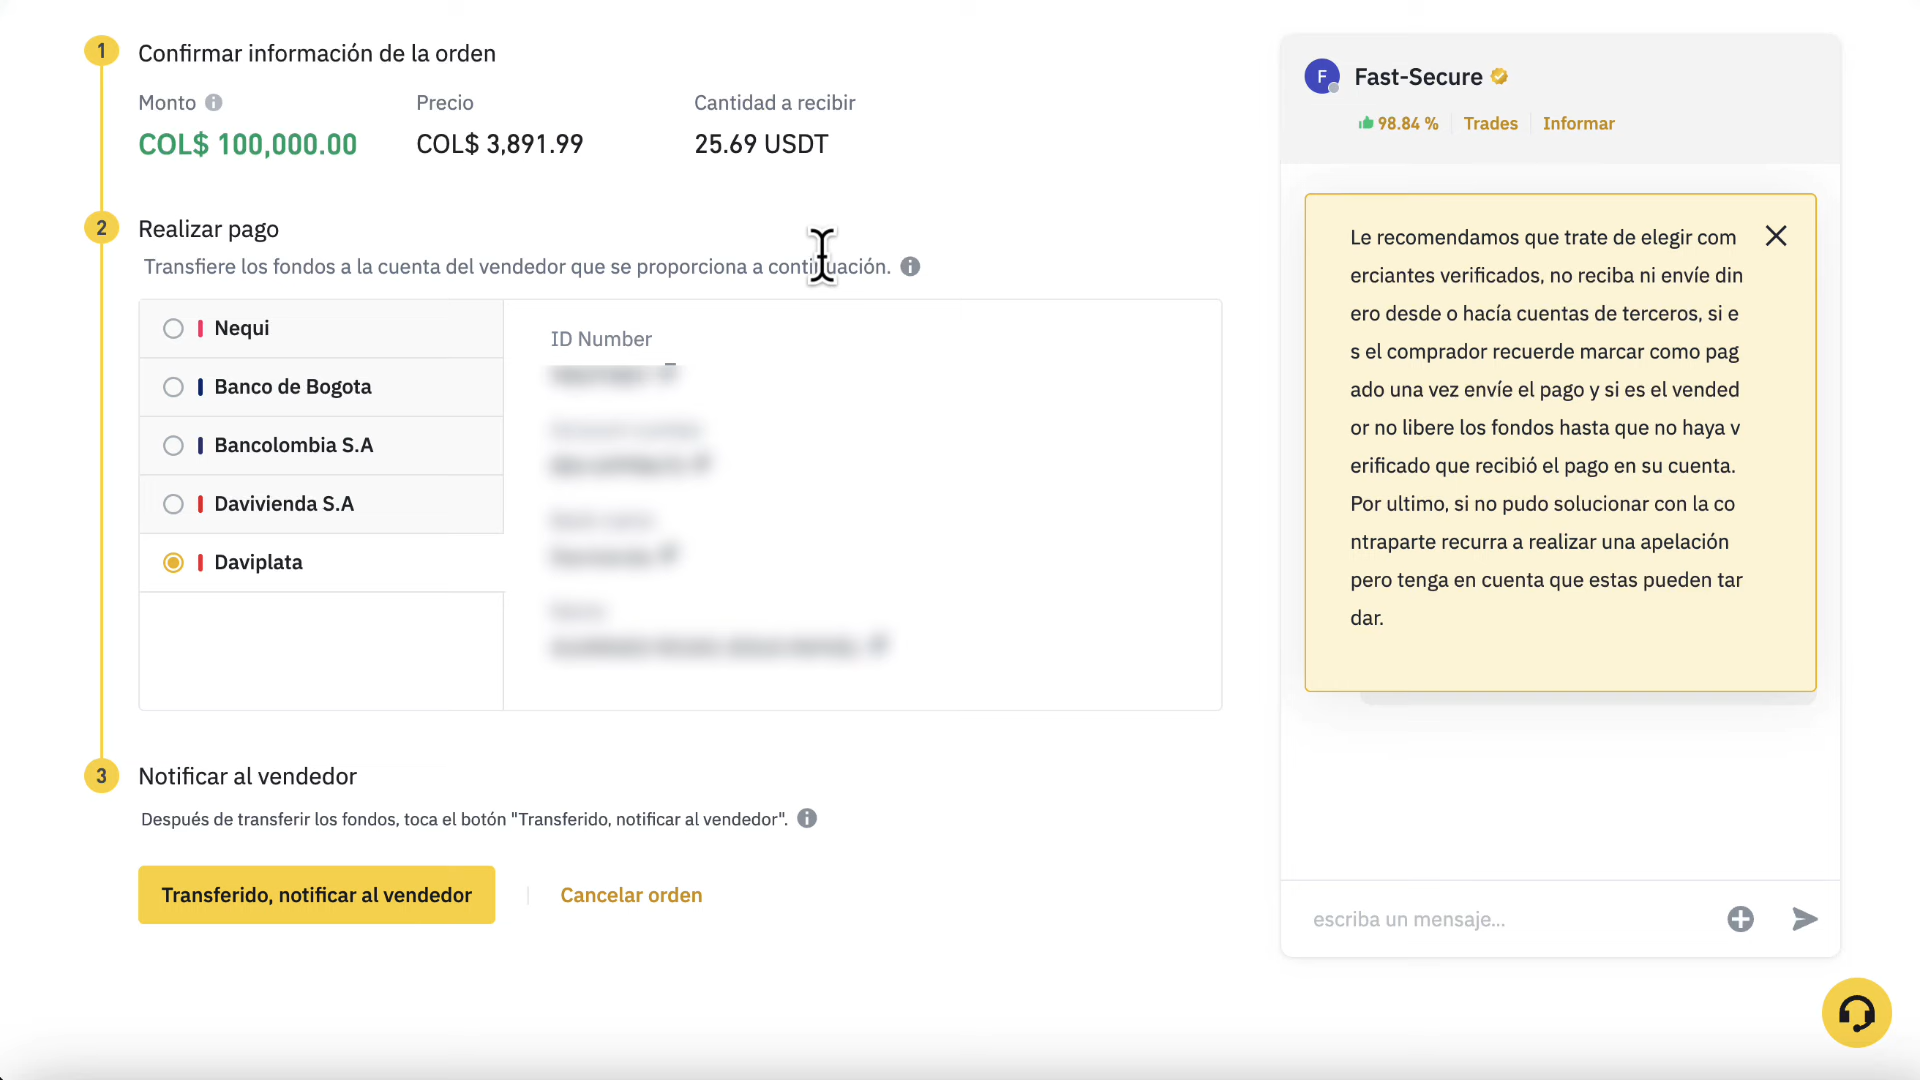 1
Confirmar información de la orden
Monto
Precio
Cantidad a recibir
COL$ 100,000.00
COL$ 3,891.99
25.69 USDT
2
Realizar pago
Transfiere los fondos a la cuenta del vendedor que se proporciona a continuación.
Nequi
Banco de Bogota
Bancolombia S.A
Davivienda S.A
Daviplata
ID Number
3
Notificar al vendedor
Después de transferir los fondos, toca el botón "Transferido, notificar al vendedor".
Transferido, notificar al vendedor
Cancelar orden
F
Fast-Secure
98.84 %
Trades
Informar
Le recomendamos que trate de elegir com
erciantes verificados, no reciba ni envíe din
ero desde o hacía cuentas de terceros, si e
s el comprador recuerde marcar como pag
ado una vez envíe el pago y si es el vended
or no libere los fondos hasta que no haya v
erificado que recibió el pago en su cuenta.
Por ultimo, si no pudo solucionar con la co
ntraparte recurra a realizar una apelación
pero tenga en cuenta que estas pueden tar
dar.
escriba un mensaje...